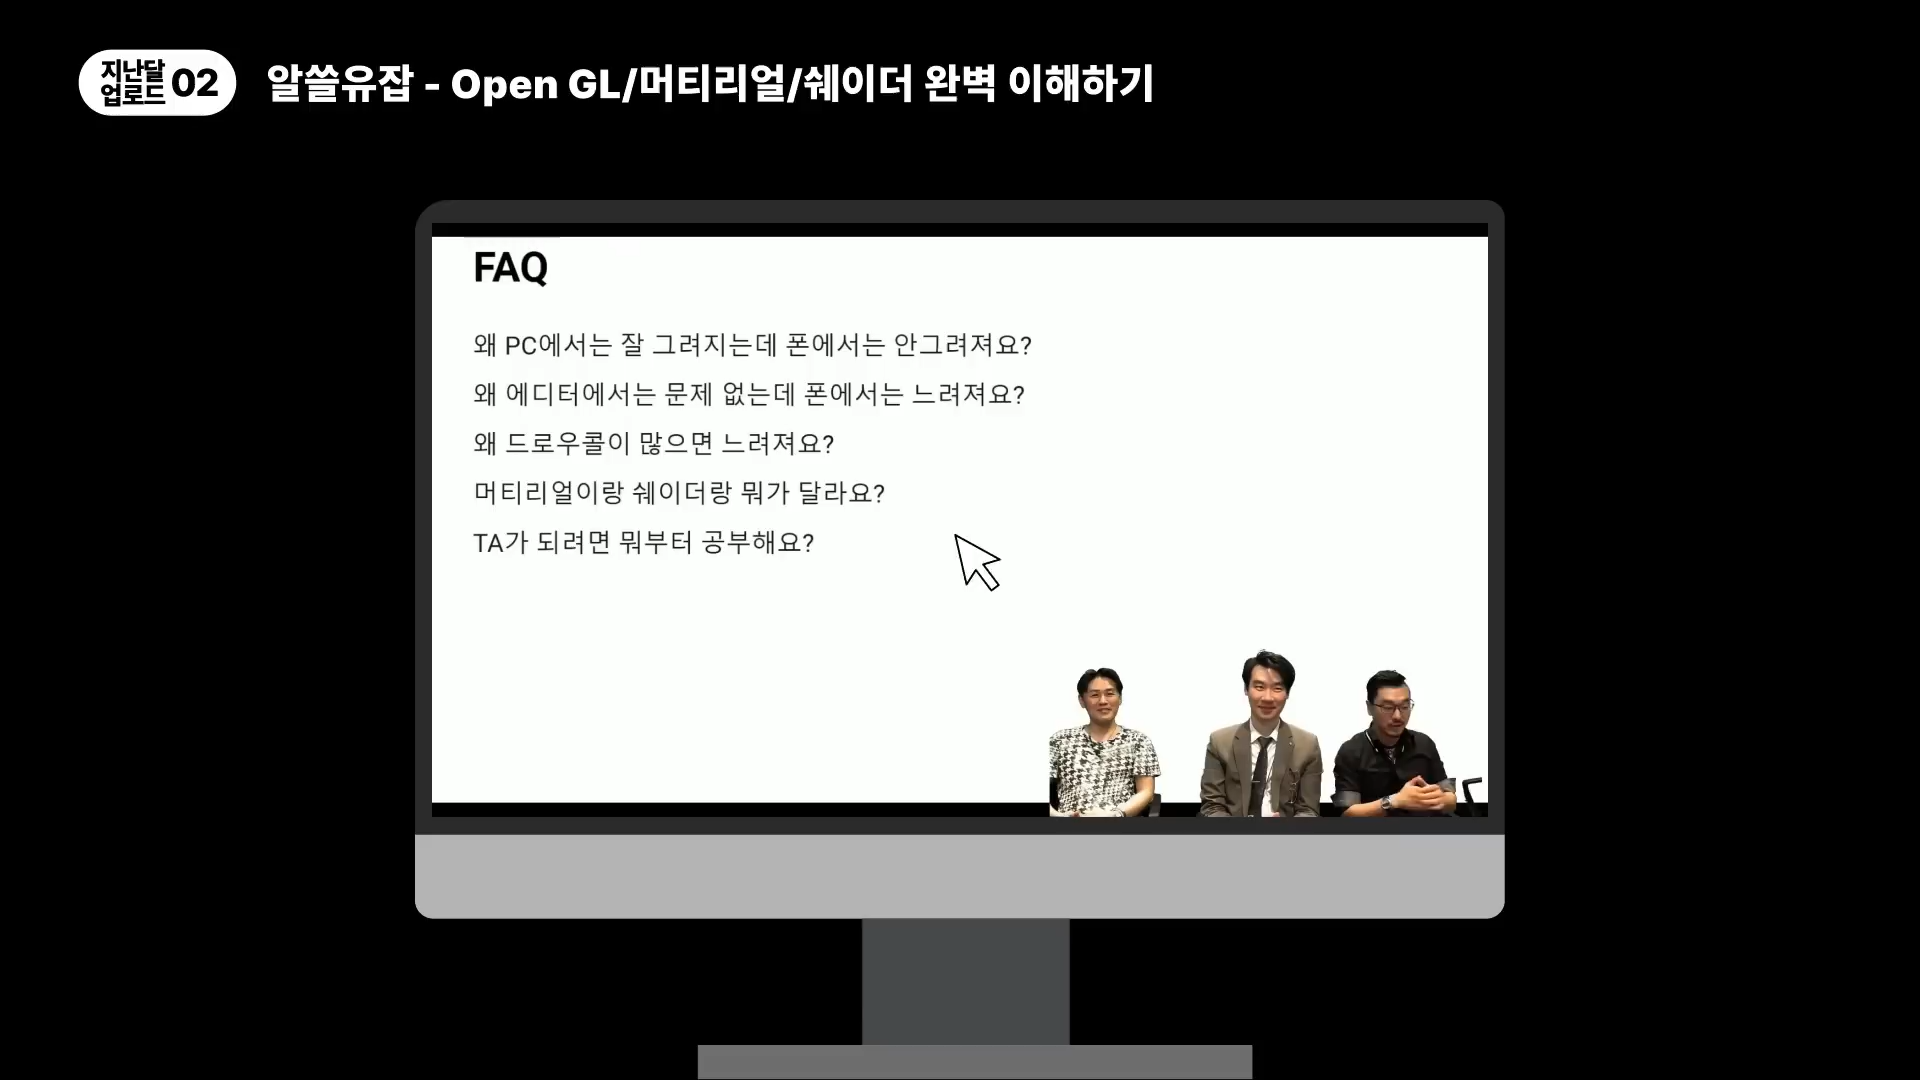 지난달
업로드 02
알쓸유잡 - Open GL/머티리얼/쉐이더 완벽 이해하기
FAQ
왜 PC에서는 잘 그려지는데 폰에서는 안그려져요?
왜 에디터에서는 문제 없는데 폰에서는 느려져요?
왜 드로우콜이 많으면 느려져요?
머티리얼이랑 쉐이더랑 뭐가 달라요?
TA가 되려면 뭐부터 공부해요?